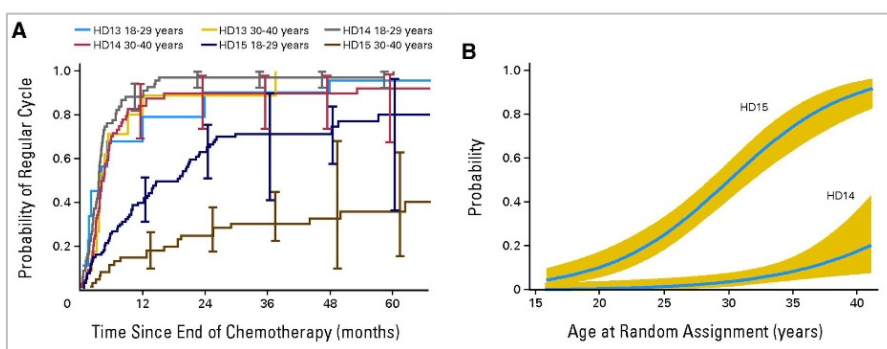 A
HD13 18-29 years
HD13 30-40 years
HD14 18-29 years
HD14 30-40 years
HD15 18-29 years
HD15 30-40 years
Probability of Regular Cycle
1.0
0.8
0.6
0.4
0.2
0
12
24
36
48
60
Time Since End of Chemotherapy (months)
B
Probability
1.0
0.8
0.6
0.4
0.2
0
15
20
25
30
35
40
HD15
HD14
Age at Random Assignment (years)